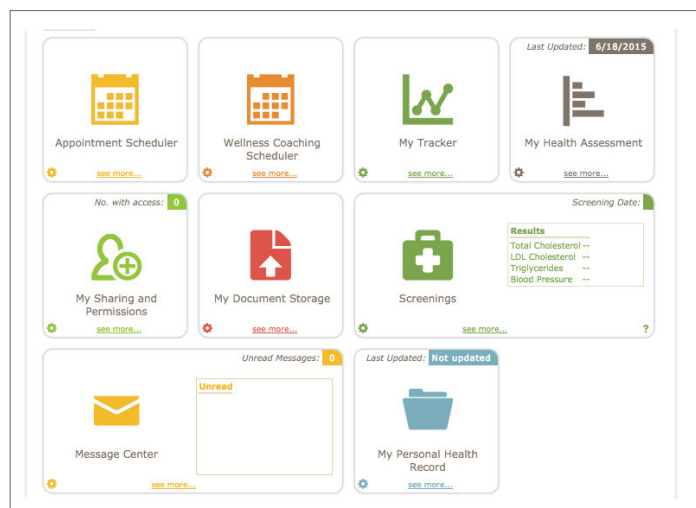 Last Updated: 6/18/2015
Appointment Scheduler
see more...
Wellness Coaching
Scheduler
see more...
My Tracker
see more...
My Health Assessment
see more...
No. with access: 0
My Sharing and
Permissions
see more...
My Document Storage
see more...
Screening Date:
Screenings
Results
Total Cholesterol --
LDL Cholesterol --
Triglycerides --
Blood Pressure --
see more...
?
Unread Messages: 0
Message Center
Unread
see more...
Last Updated: Not updated
My Personal Health
Record
see more...